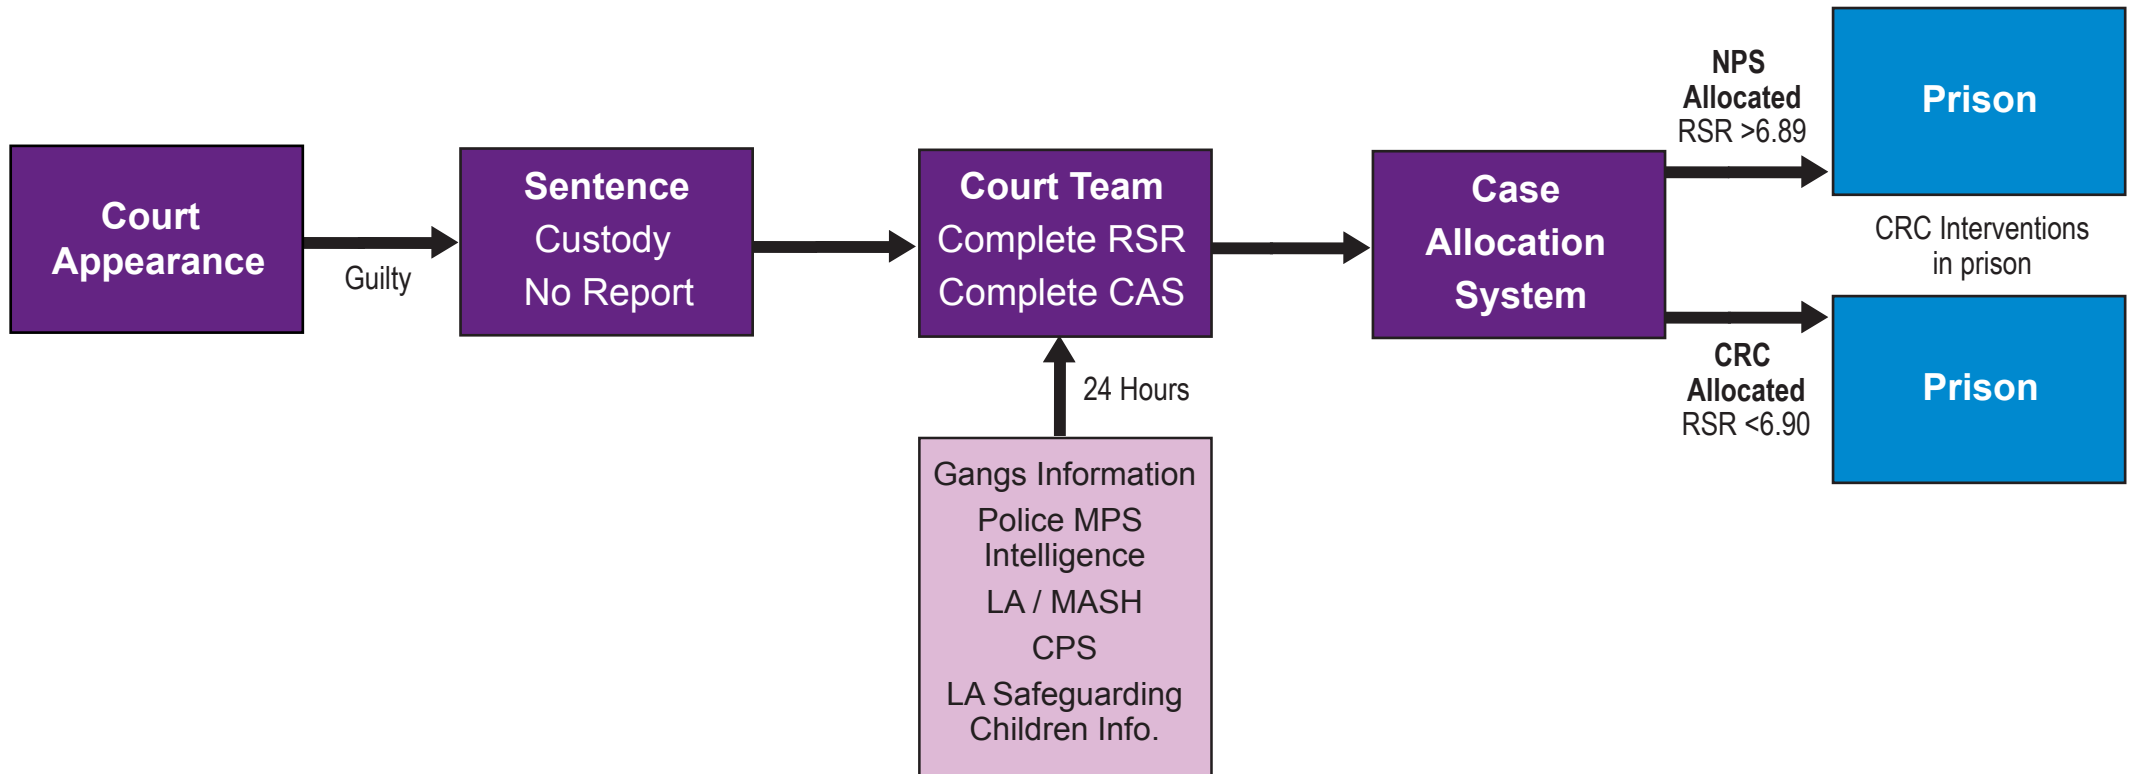 Court
Appearance
Guilty
Sentence
Custody
No Report
Court Team
Complete RSR
Complete CAS
24 Hours
Gangs Information
Police MPS
Intelligence
LA / MASH
CPS
LA Safeguarding
Children Info.
Case
Allocation
System
NPS
Allocated
RSR >6.89
Prison
CRC Interventions
in prison
CRC
Allocated
RSR <6.90
Prison